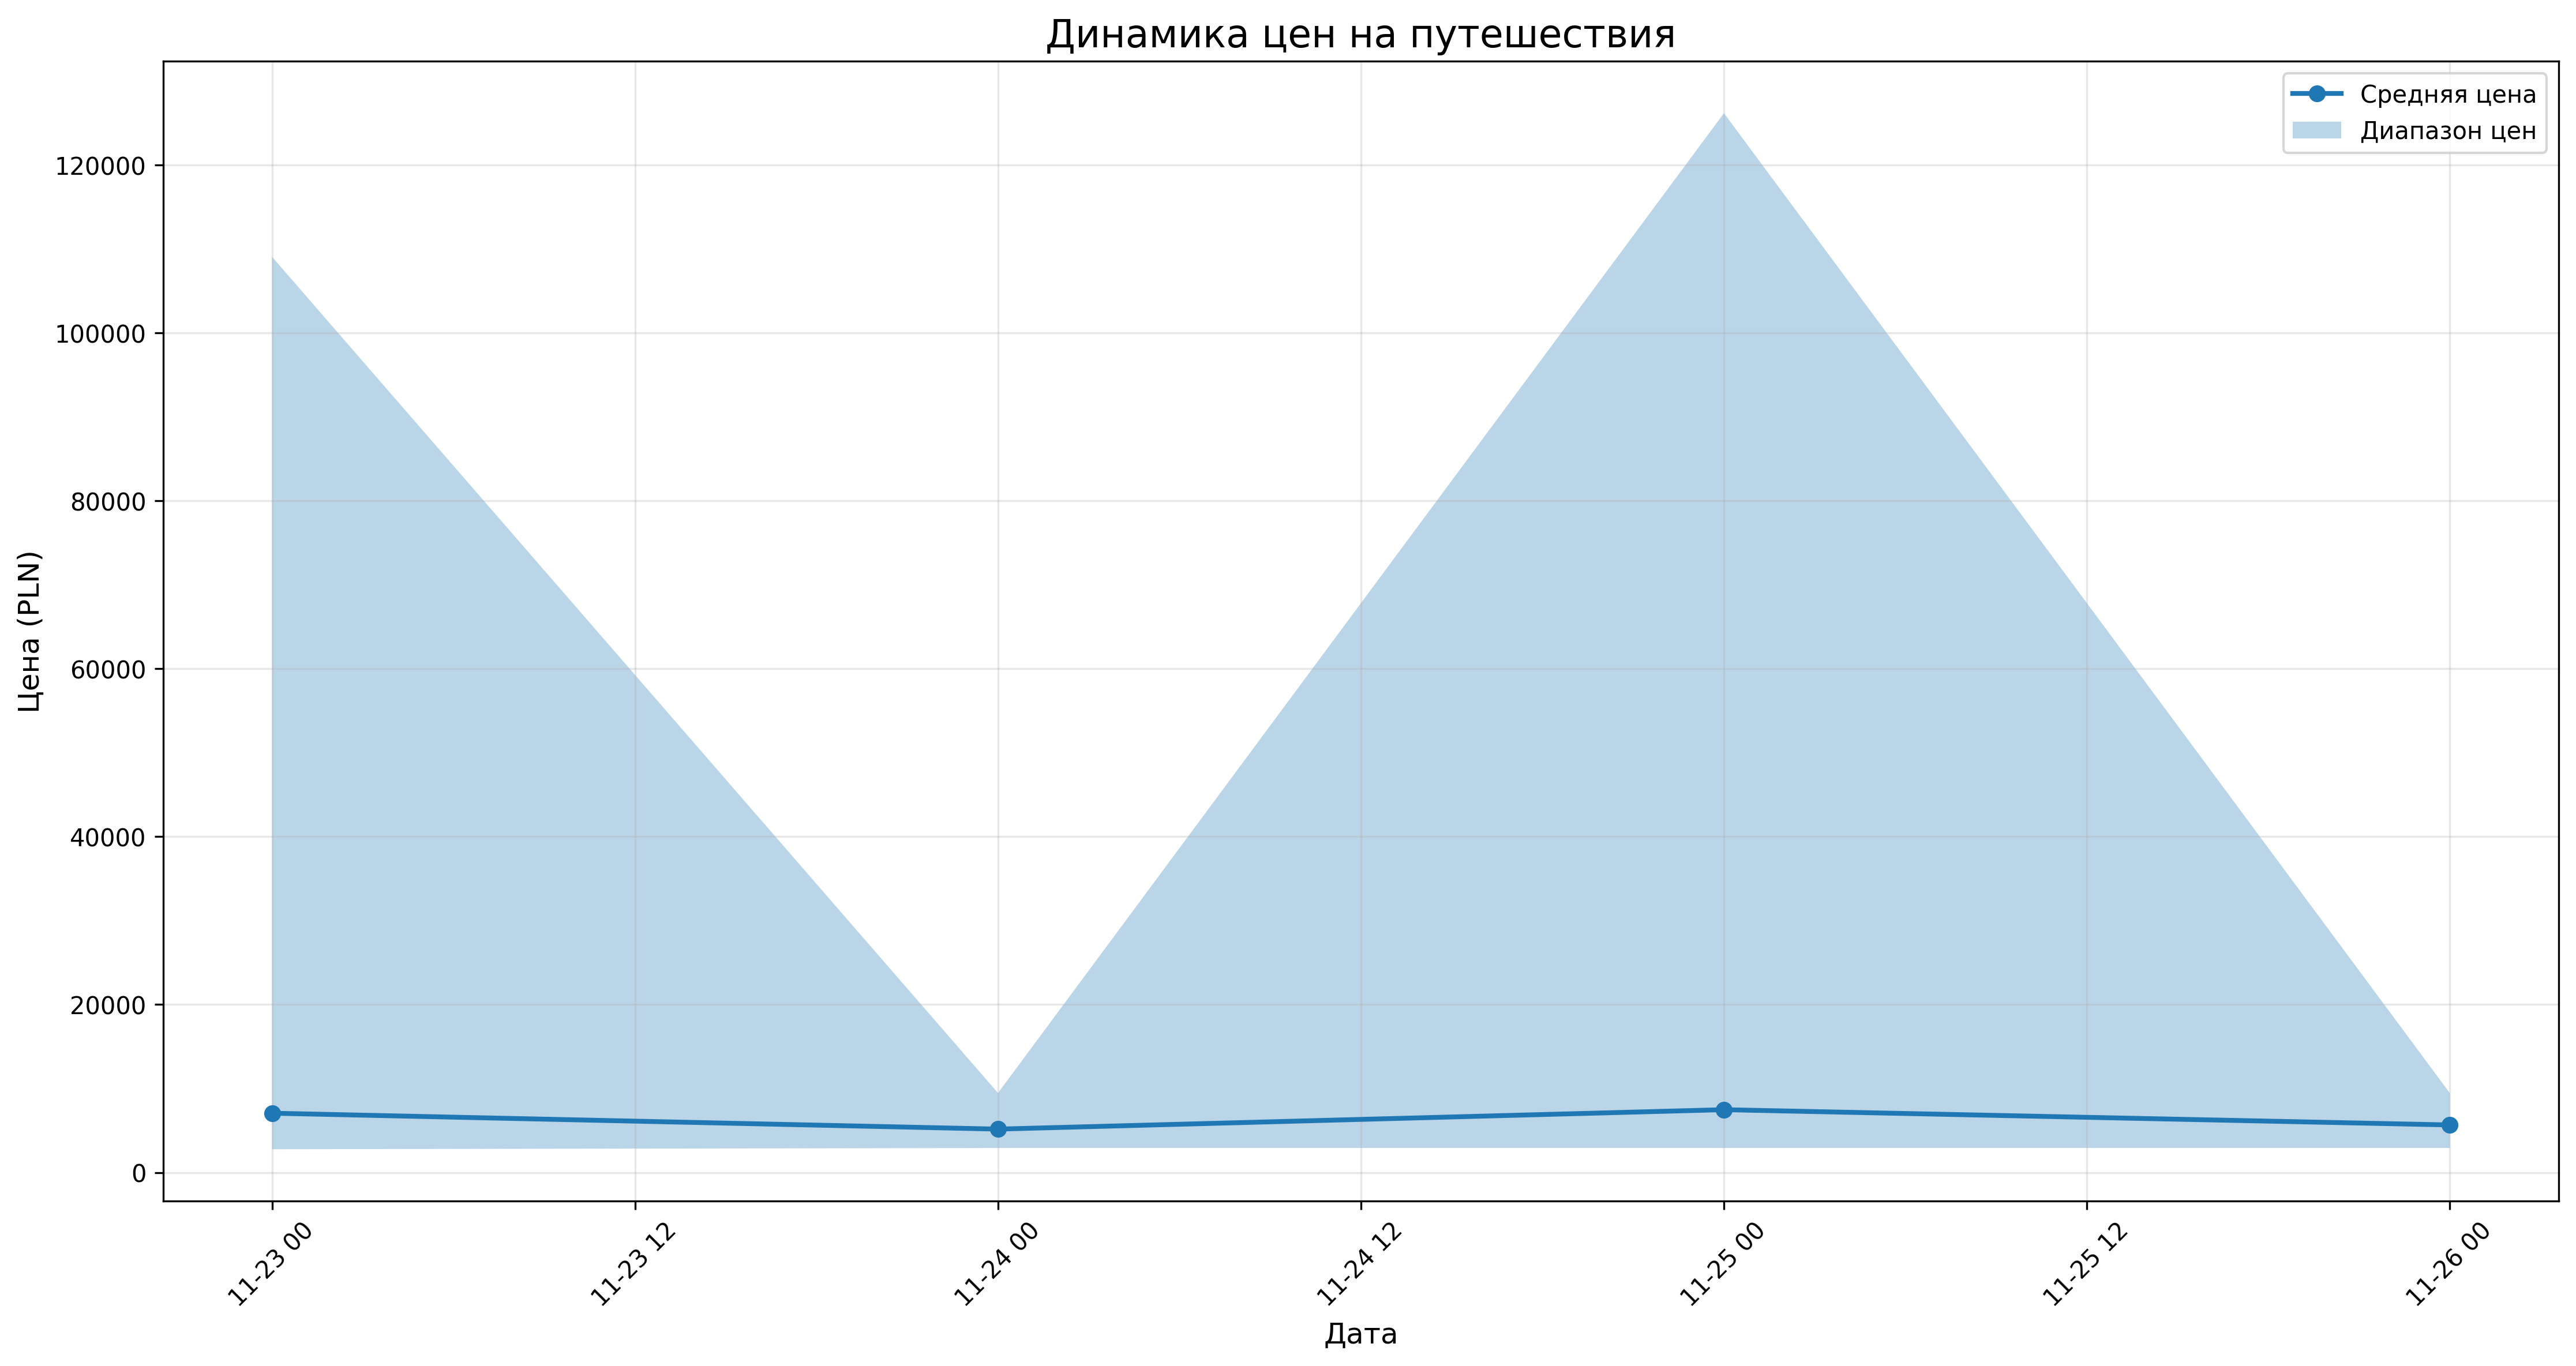 Динамика цен на путешествия
Средняя цена
Диапазон цен
Цена (PLN)
120000
100000
80000
60000
40000
20000
0
11-23 00
11-23 12
11-24 00
11-24 12
11-25 00
11-25 12
11-26 00
Дата